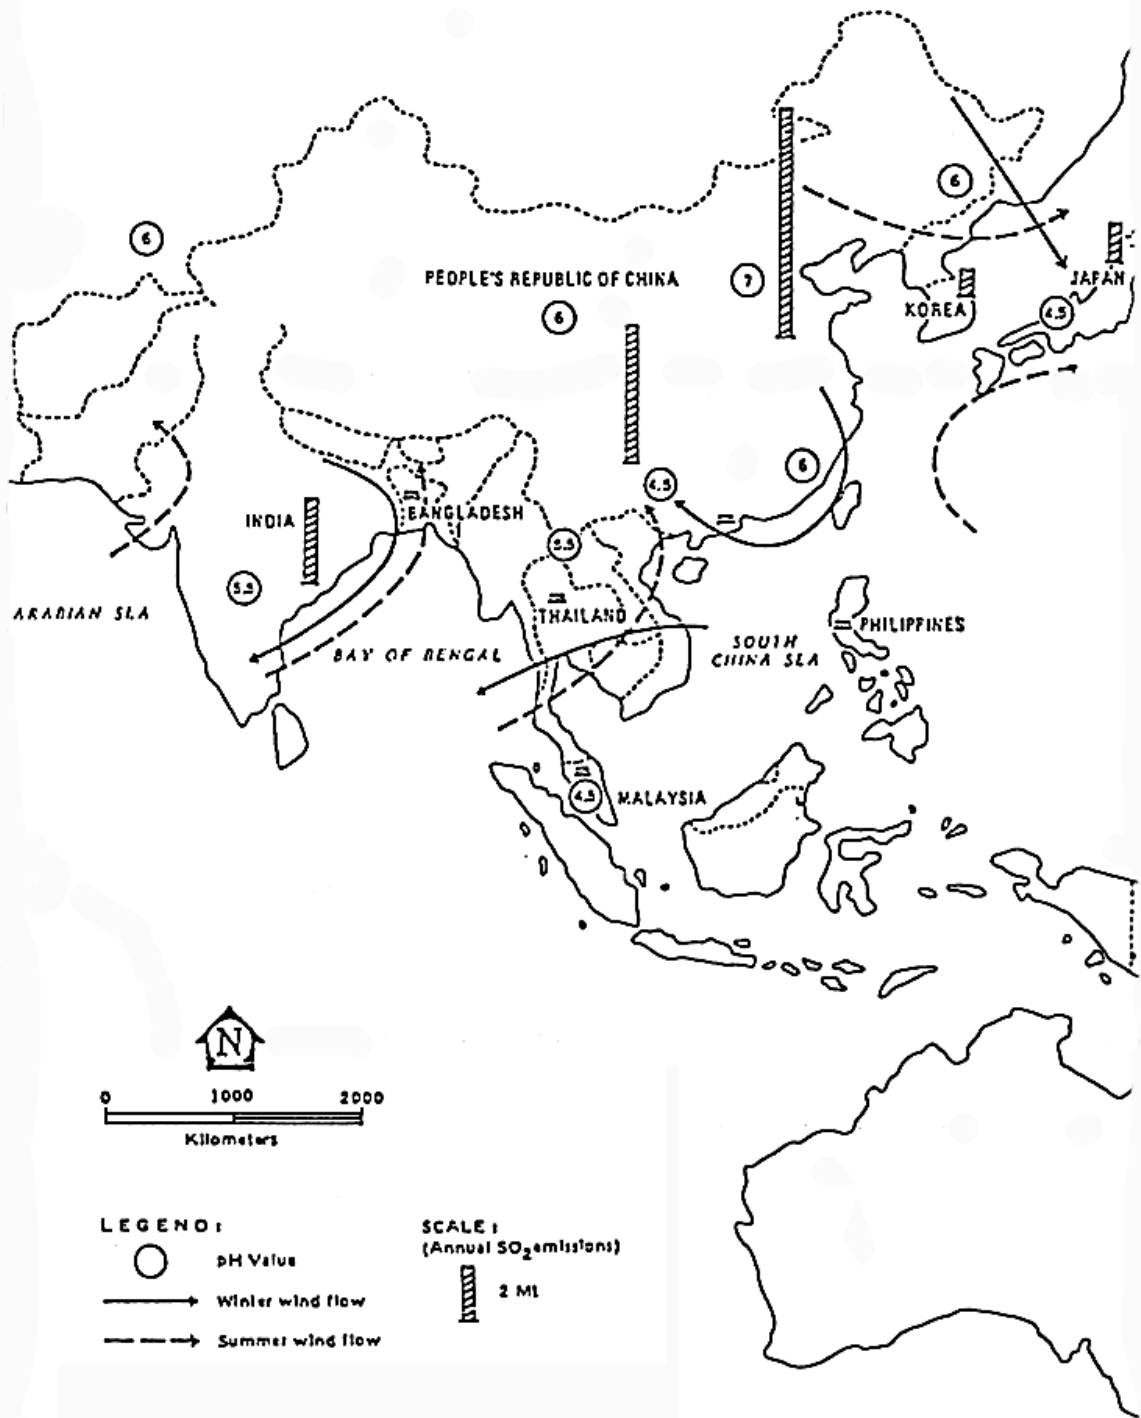 6
6
PEOPLE'S REPUBLIC OF CHINA
7
6
JAPAN
KOREA
4.5
6
4.5
INDIA
BANGLADESH
5.5
5.5
THAILAND
ARABIAN SEA
BAY OF BENGAL
SOUTH
CHINA SEA
PHILIPPINES
4.5
MALAYSIA
N
0 1000 2000
Kilometers
LEGEND:
pH Value
Winter wind flow
Summer wind flow
SCALE:
(Annual SO2 emissions)
2 Mt